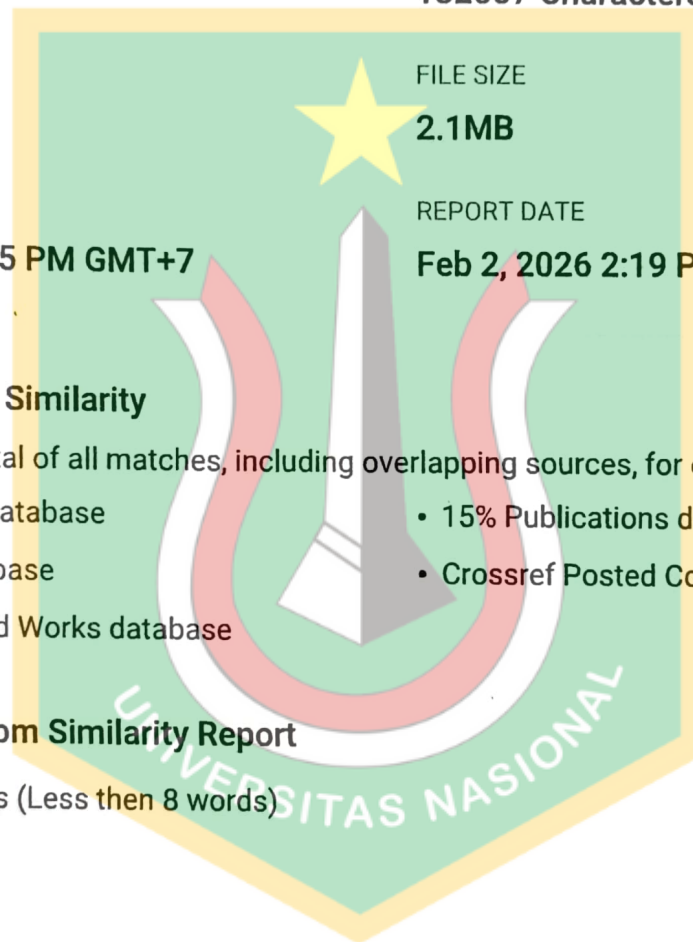 FILE SIZE
2.1MB
REPORT DATE
5 PM GMT+7
Feb 2, 2026 2:19 P
Similarity
tal of all matches, including overlapping sources, for
atabase
• 15% Publications d
base
• Crossref Posted Co
d Works database
om Similarity Report
s (Less then 8 words)
UNIVERSITAS NASIONAL